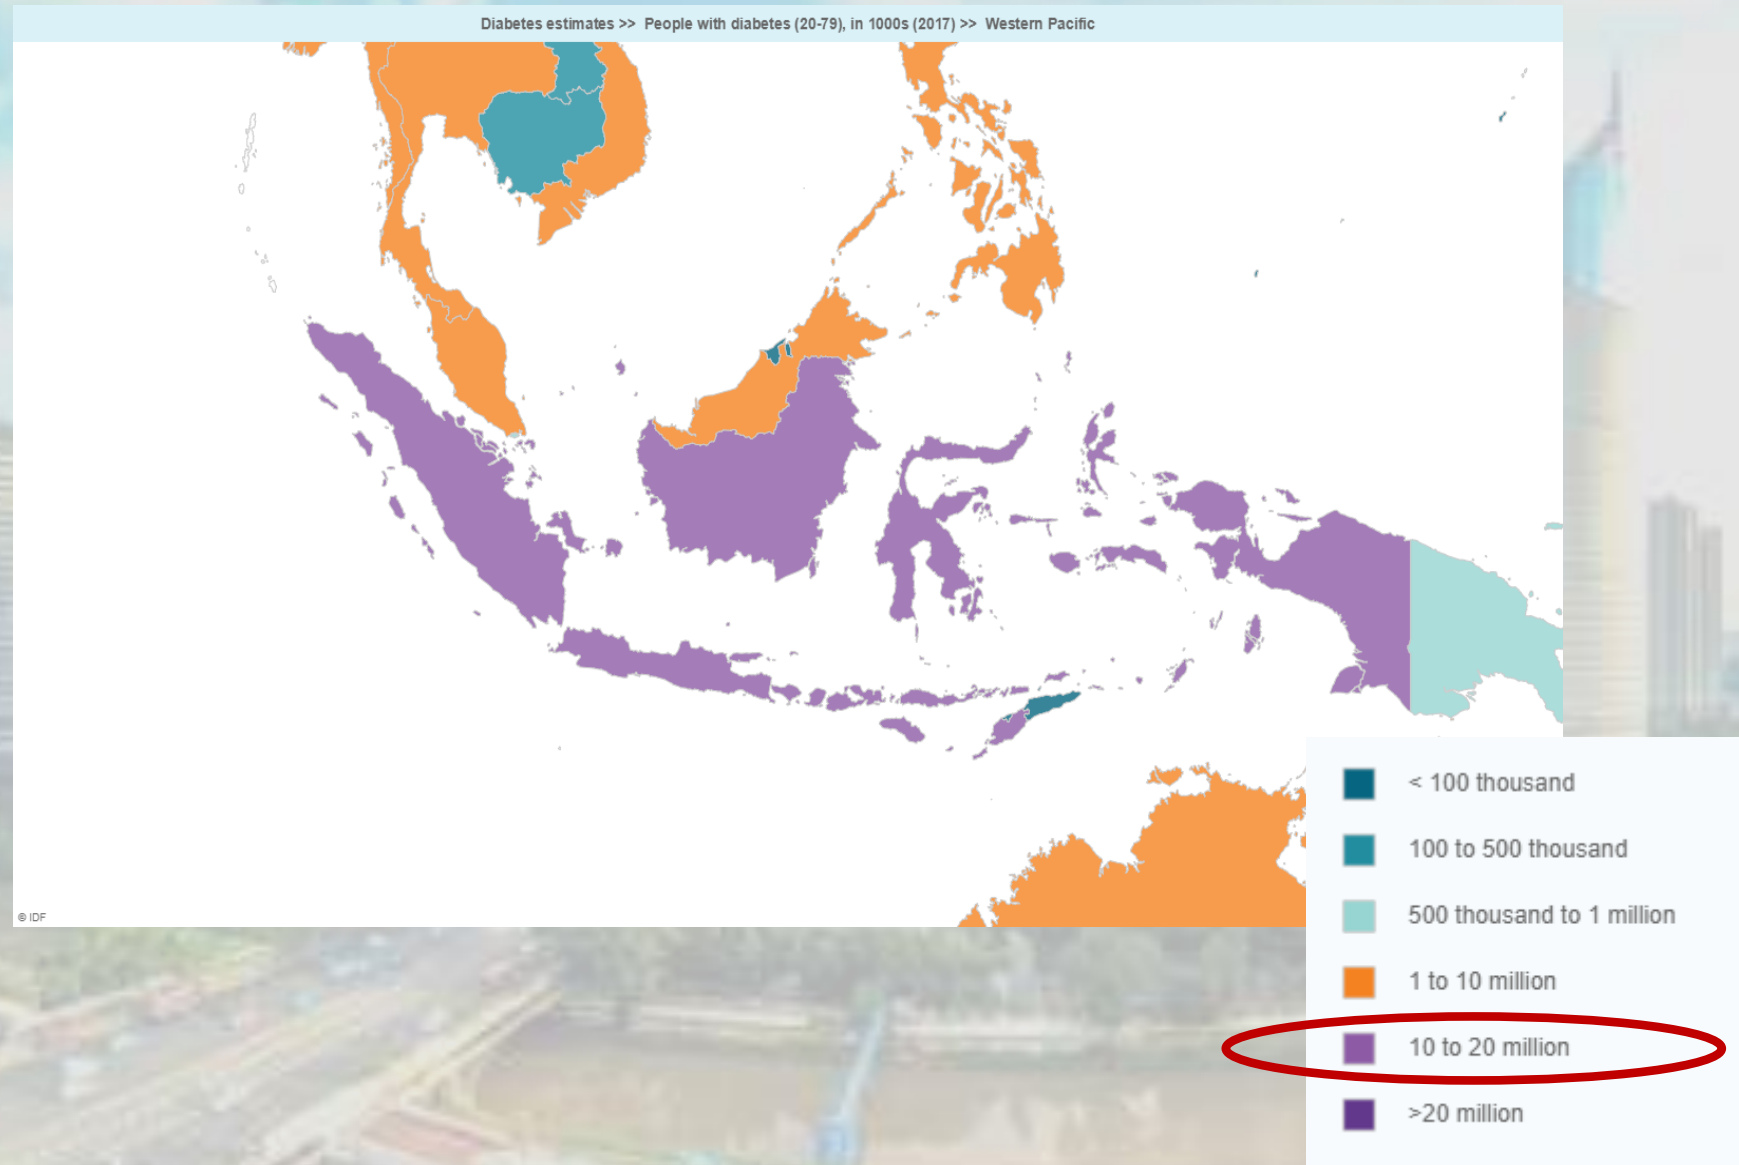 Diabetes estimates >> People with diabetes (20-79), in 1000s (2017) >> Western Pacific
© IDF
< 100 thousand
100 to 500 thousand
500 thousand to 1 million
1 to 10 million
10 to 20 million
>20 million